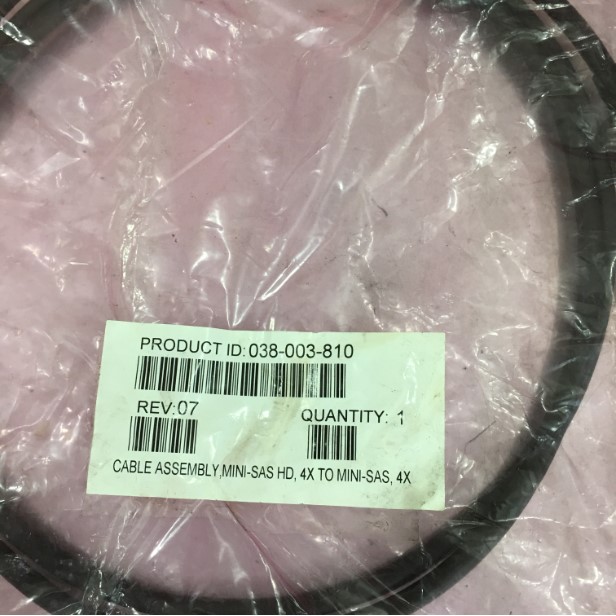 PRODUCT ID: 038-003-810
REV:07
QUANTITY: 1
CABLE ASSEMBLY,MINI-SAS HD, 4X TO MINI-SAS, 4X